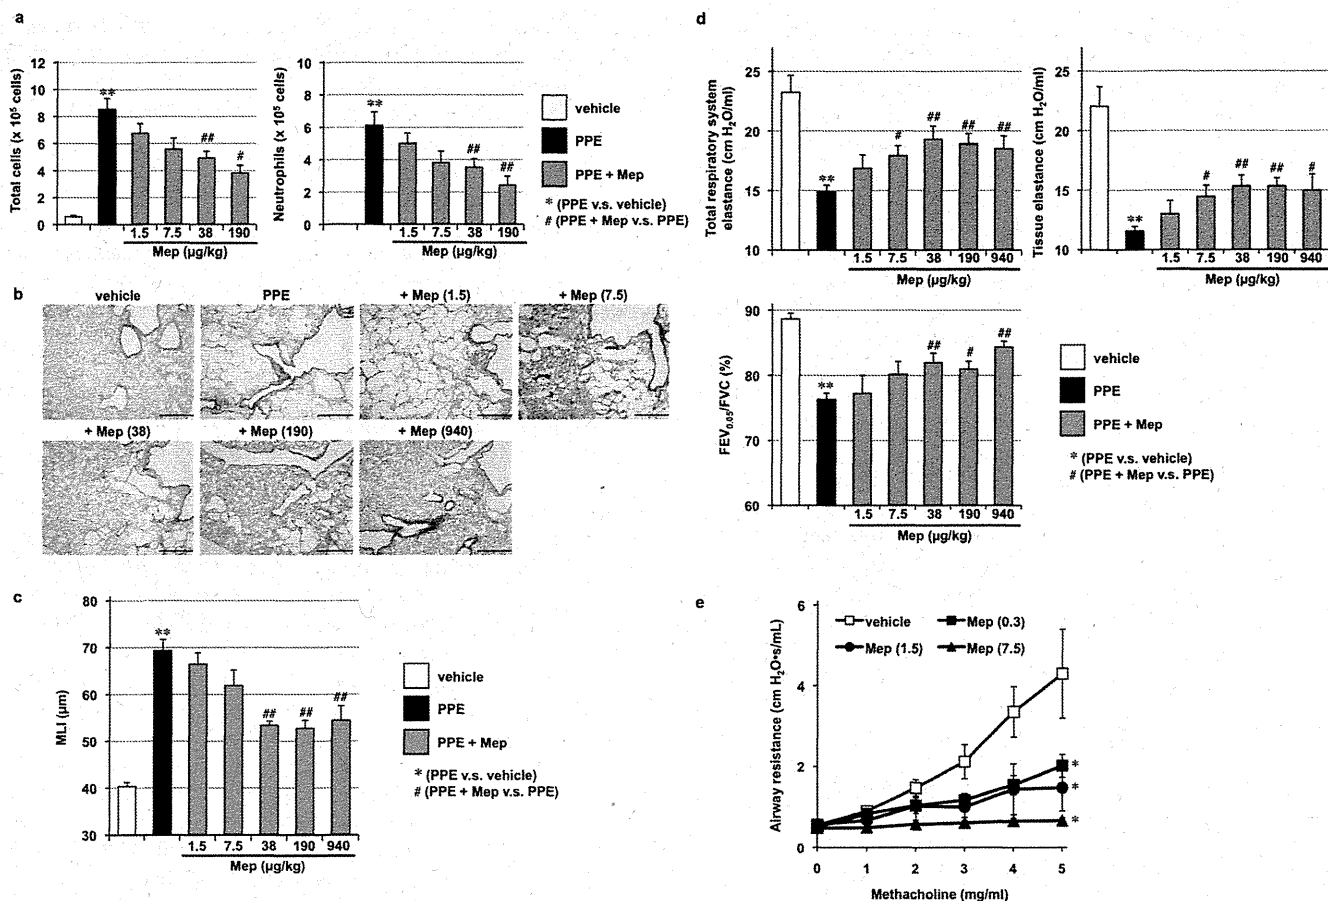 a
Total cells (x 10⁵ cells)
12
10
8
6
4
2
0
**
##
#
1.5 7.5 38 190
Mep (µg/kg)
Neutrophils (x 10⁵ cells)
10
8
6
4
2
0
**
##
##
1.5 7.5 38 190
Mep (µg/kg)
vehicle
PPE
PPE + Mep
* (PPE v.s. vehicle)
# (PPE + Mep v.s. PPE)
b
vehicle PPE + Mep (1.5) + Mep (7.5)
+ Mep (38) + Mep (190) + Mep (940)
c
MLI (µm)
80
70
60
50
40
30
**
## ## ##
1.5 7.5 38 190 940
Mep (µg/kg)
vehicle
PPE
PPE + Mep
* (PPE v.s. vehicle)
# (PPE + Mep v.s. PPE)
d
Total respiratory system
elastance (cm H₂O/ml)
25
20
15
10
**
# ## ## ##
1.5 7.5 38 190 940
Mep (µg/kg)
Tissue elastance (cm H₂O/ml)
25
20
15
10
**
# ## ## #
1.5 7.5 38 190 940
Mep (µg/kg)
FEV₀.₀₅/FVC (%)
90
80
70
60
**
## # ##
1.5 7.5 38 190 940
Mep (µg/kg)
vehicle
PPE
PPE + Mep
* (PPE v.s. vehicle)
# (PPE + Mep v.s. PPE)
e
Airway resistance (cm H₂O•s/mL)
6
4
2
0
vehicle Mep (0.3)
Mep (1.5) Mep (7.5)
*
*
*
0 1 2 3 4 5
Methacholine (mg/ml)